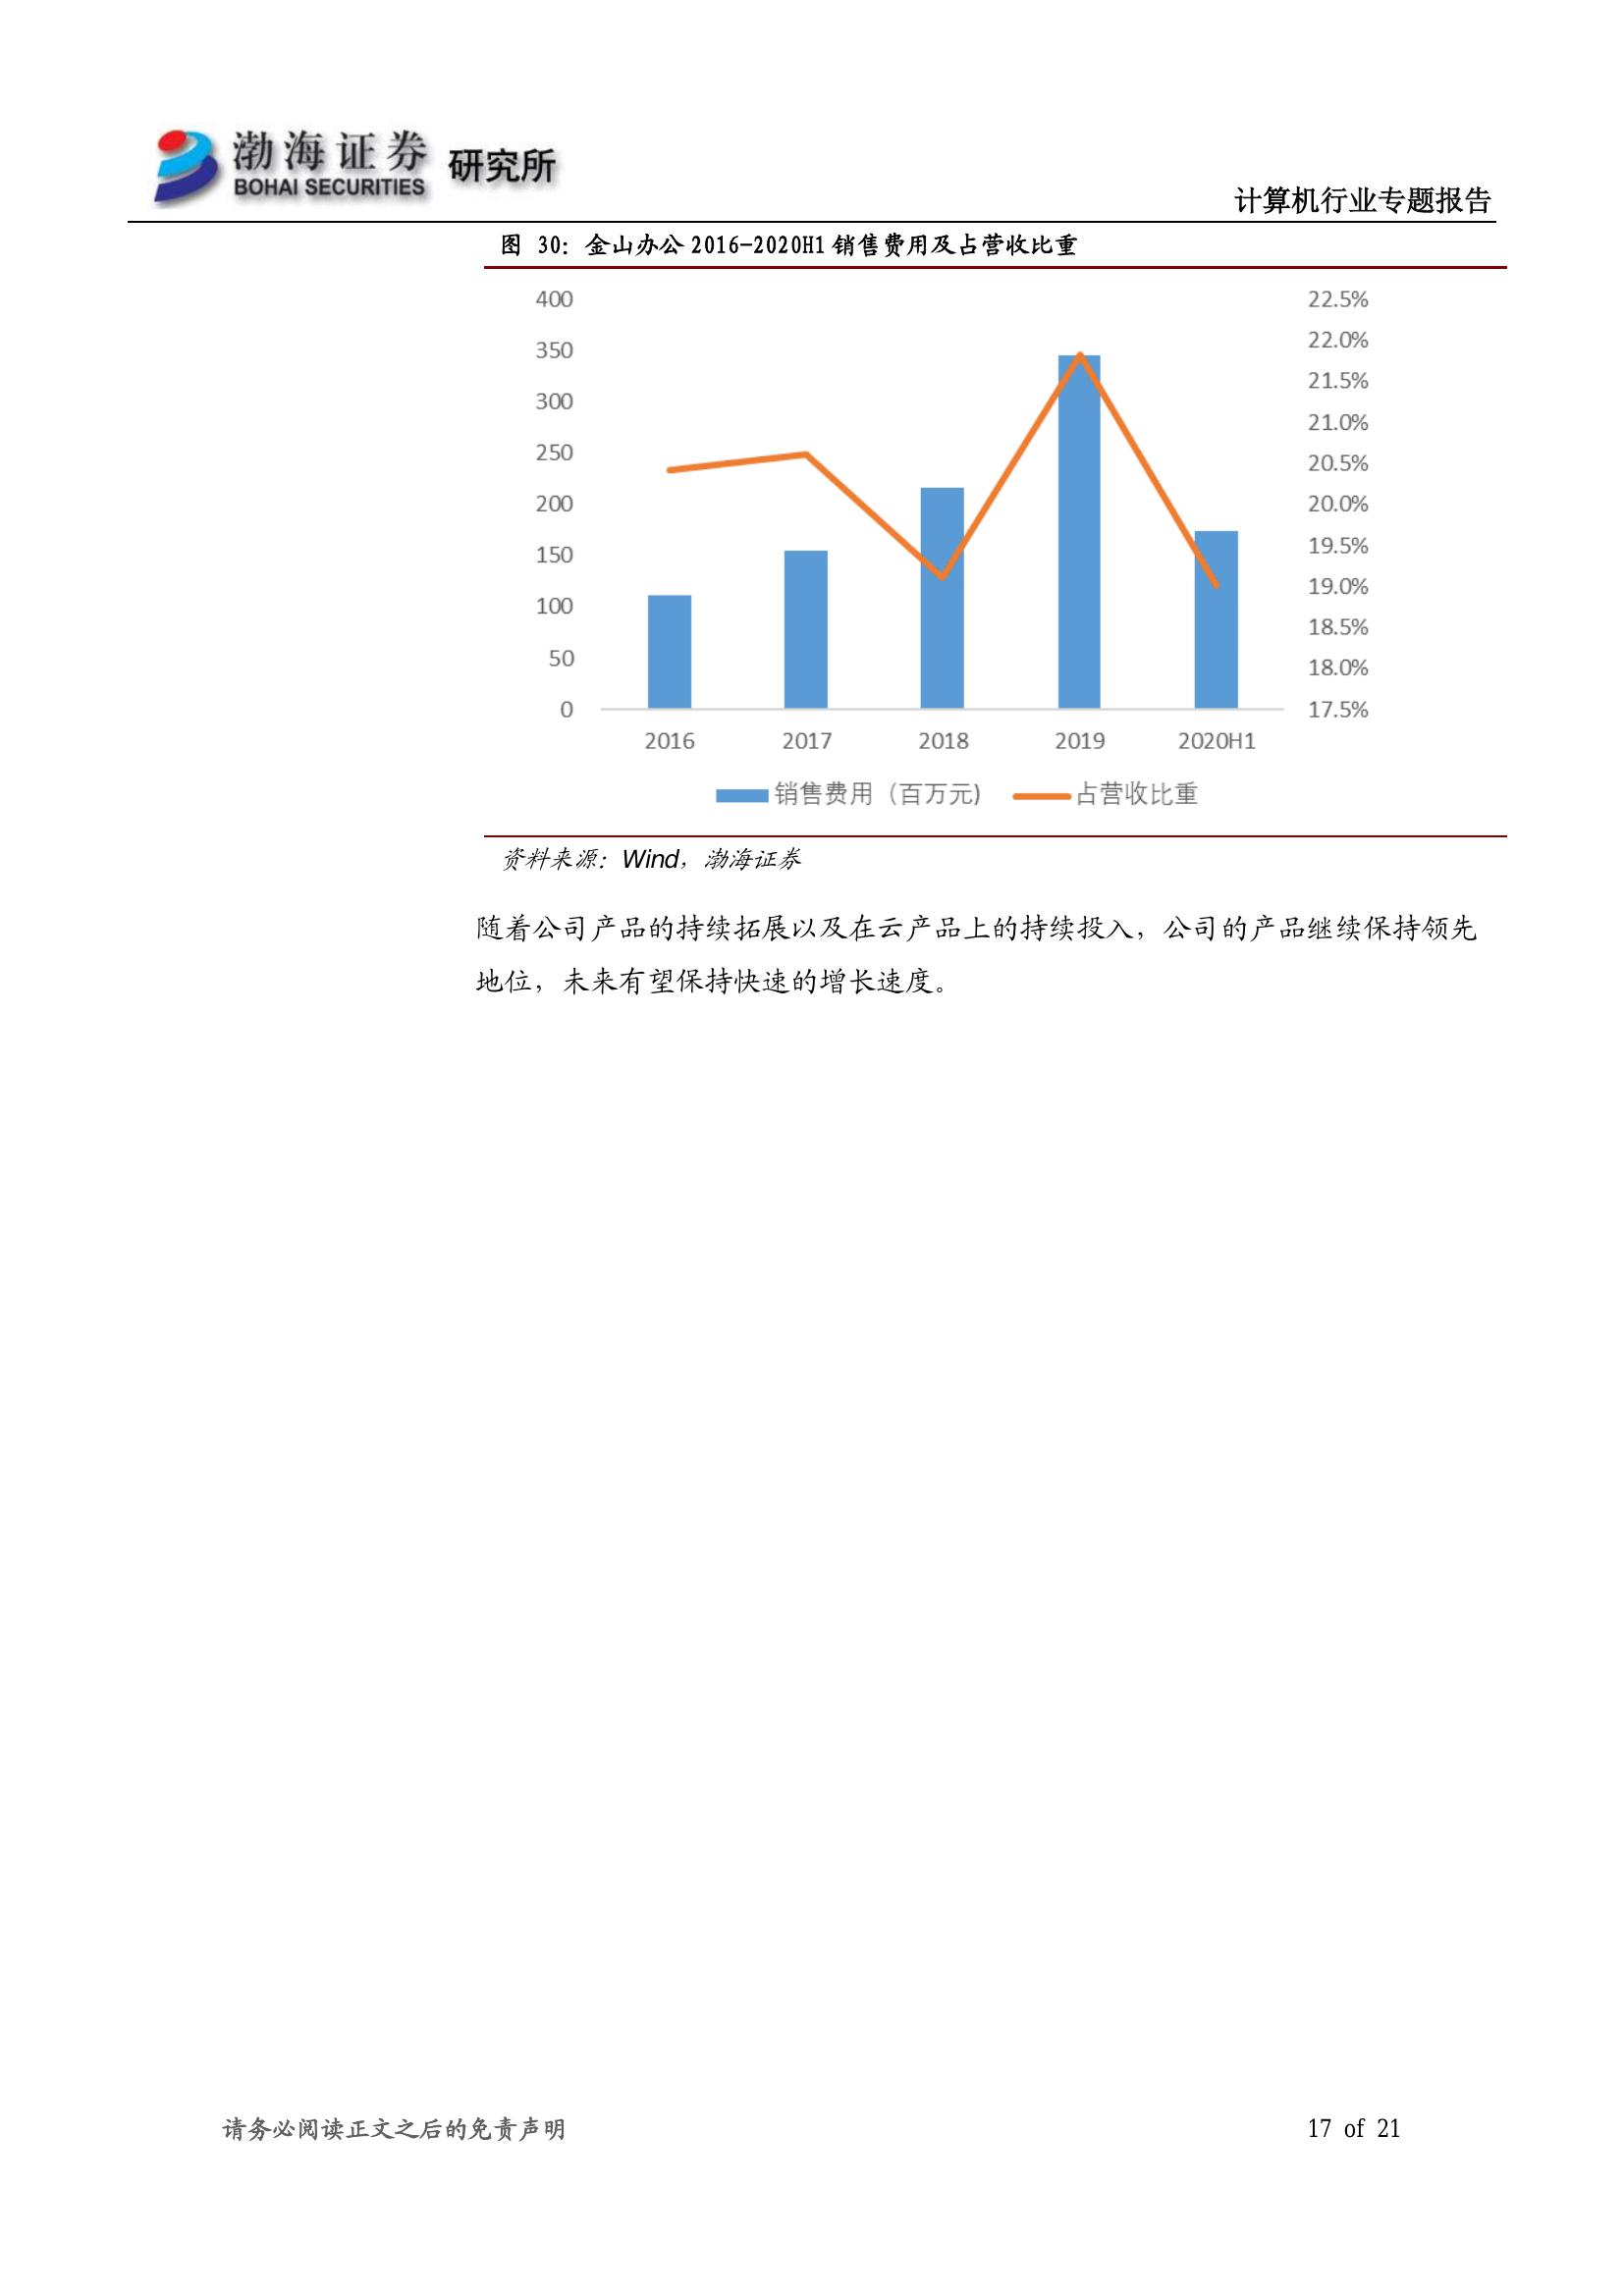 渤海证券 研究所
BOHAI SECURITIES
计算机行业专题报告
图 30：金山办公 2016-2020H1 销售费用及占营收比重
400
350
300
250
200
150
100
50
0
22.5%
22.0%
21.5%
21.0%
20.5%
20.0%
19.5%
19.0%
18.5%
18.0%
17.5%
2016 2017 2018 2019 2020H1
销售费用（百万元) 占营收比重
资料来源：Wind，渤海证券
随着公司产品的持续拓展以及在云产品上的持续投入，公司的产品继续保持领先
地位，未来有望保持快速的增长速度。
请务必阅读正文之后的免责声明 17 of 21